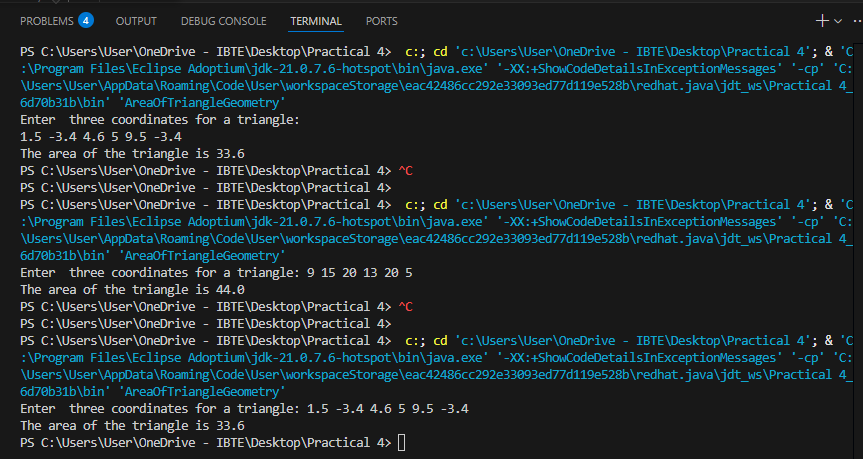 PROBLEMS 4 OUTPUT DEBUG CONSOLE TERMINAL PORTS
PS C:\Users\User\OneDrive - IBTE\Desktop\Practical 4>  c:; cd 'c:\Users\User\OneDrive - IBTE\Desktop\Practical 4'; & 'C
:\Program Files\Eclipse Adoptium\jdk-21.0.7.6-hotspot\bin\java.exe' '-XX:+ShowCodeDetailsInExceptionMessages' '-cp' 'C:
\Users\User\AppData\Roaming\Code\User\workspaceStorage\eac42486cc292e33093ed77d119e528b\redhat.java\jdt_ws\Practical 4_
6d70b31b\bin' 'AreaOfTriangleGeometry'
Enter  three coordinates for a triangle:
1.5 -3.4 4.6 5 9.5 -3.4
The area of the triangle is 33.6
PS C:\Users\User\OneDrive - IBTE\Desktop\Practical 4> ^C
PS C:\Users\User\OneDrive - IBTE\Desktop\Practical 4>
PS C:\Users\User\OneDrive - IBTE\Desktop\Practical 4>  c:; cd 'c:\Users\User\OneDrive - IBTE\Desktop\Practical 4'; & 'C
:\Program Files\Eclipse Adoptium\jdk-21.0.7.6-hotspot\bin\java.exe' '-XX:+ShowCodeDetailsInExceptionMessages' '-cp' 'C:
\Users\User\AppData\Roaming\Code\User\workspaceStorage\eac42486cc292e33093ed77d119e528b\redhat.java\jdt_ws\Practical 4_
6d70b31b\bin' 'AreaOfTriangleGeometry'
Enter  three coordinates for a triangle: 9 15 20 13 20 5
The area of the triangle is 44.0
PS C:\Users\User\OneDrive - IBTE\Desktop\Practical 4> ^C
PS C:\Users\User\OneDrive - IBTE\Desktop\Practical 4>
PS C:\Users\User\OneDrive - IBTE\Desktop\Practical 4>  c:; cd 'c:\Users\User\OneDrive - IBTE\Desktop\Practical 4'; & 'C
:\Program Files\Eclipse Adoptium\jdk-21.0.7.6-hotspot\bin\java.exe' '-XX:+ShowCodeDetailsInExceptionMessages' '-cp' 'C:
\Users\User\AppData\Roaming\Code\User\workspaceStorage\eac42486cc292e33093ed77d119e528b\redhat.java\jdt_ws\Practical 4_
6d70b31b\bin' 'AreaOfTriangleGeometry'
Enter  three coordinates for a triangle: 1.5 -3.4 4.6 5 9.5 -3.4
The area of the triangle is 33.6
PS C:\Users\User\OneDrive - IBTE\Desktop\Practical 4>